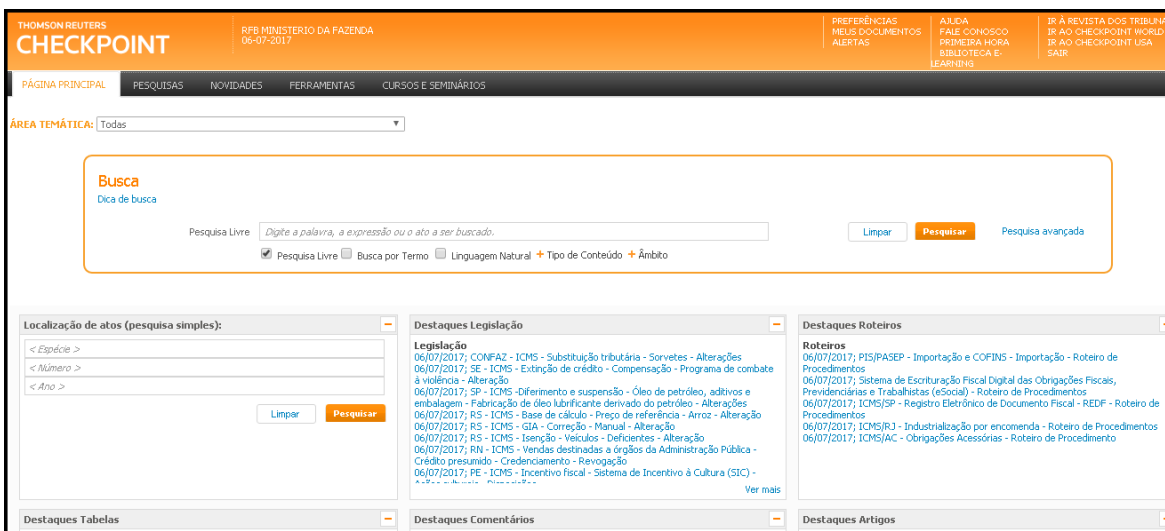 THOMSON REUTERS
CHECKPOINT
RFB MINISTERIO DA FAZENDA
06-07-2017
PREFERÊNCIAS
MEUS DOCUMENTOS
ALERTAS
AJUDA
FALE CONOSCO
PRIMEIRA HORA
BIBLIOTECA E-
LEARNING
IR À REVISTA DOS
IR AO CHECKPOINT WORLD
IR AO CHECKPOINT USA
SAIR
PÁGINA PRINCIPAL PESQUISAS NOVIDADES FERRAMENTAS CURSOS E SEMINÁRIOS
ÁREA TEMÁTICA: Todas
Busca
Dica de busca
Pesquisa Livre Digite a palavra, a expressão ou o ato a ser buscado. Limpar Pesquisar Pesquisa avançada
Pesquisa Livre Busca por Termo Linguagem Natural + Tipo de Conteúdo + Âmbito
Localização de atos (pesquisa simples):
< Espécie >
< Número >
< Ano >
Limpar Pesquisar
Destaques Legislação
Legislação
06/07/2017; CONFAZ - ICMS - Substituição tributária - Sorvetes - Alterações
06/07/2017; SE - ICMS - Extinção de crédito - Compensação - Programa de combate
à violência - Alteração
06/07/2017; SP - ICMS -Diferimento e suspensão - Óleo de petróleo, aditivos e
embalagem - Fabricação de óleo lubrificante derivado do petróleo - Alterações
06/07/2017; RS - ICMS - Base de cálculo - Preço de referência - Arroz - Alteração
06/07/2017; RS - ICMS - GIA - Correção - Manual - Alteração
06/07/2017; RS - ICMS - Isenção - Veículos - Deficientes - Alteração
06/07/2017; RN - ICMS - Vendas destinadas a órgãos da Administração Pública -
Crédito presumido - Credenciamento - Revogação
06/07/2017; PE - ICMS - Incentivo fiscal - Sistema de Incentivo à Cultura (SIC) -
Ver mais
Destaques Roteiros
Roteiros
06/07/2017; PIS/PASEP - Importação e COFINS - Importação - Roteiro de
Procedimentos
06/07/2017; Sistema de Escrituração Fiscal Digital das Obrigações Fiscais,
Previdenciárias e Trabalhistas (eSocial) - Roteiro de Procedimentos
06/07/2017; ICMS/SP - Registro Eletrônico de Documento Fiscal - REDF - Roteiro de
Procedimentos
06/07/2017; ICMS/RJ - Industrialização por encomenda - Roteiro de Procedimentos
06/07/2017; ICMS/AC - Obrigações Acessórias - Roteiro de Procedimento
Destaques Tabelas
Destaques Comentários
Destaques Artigos